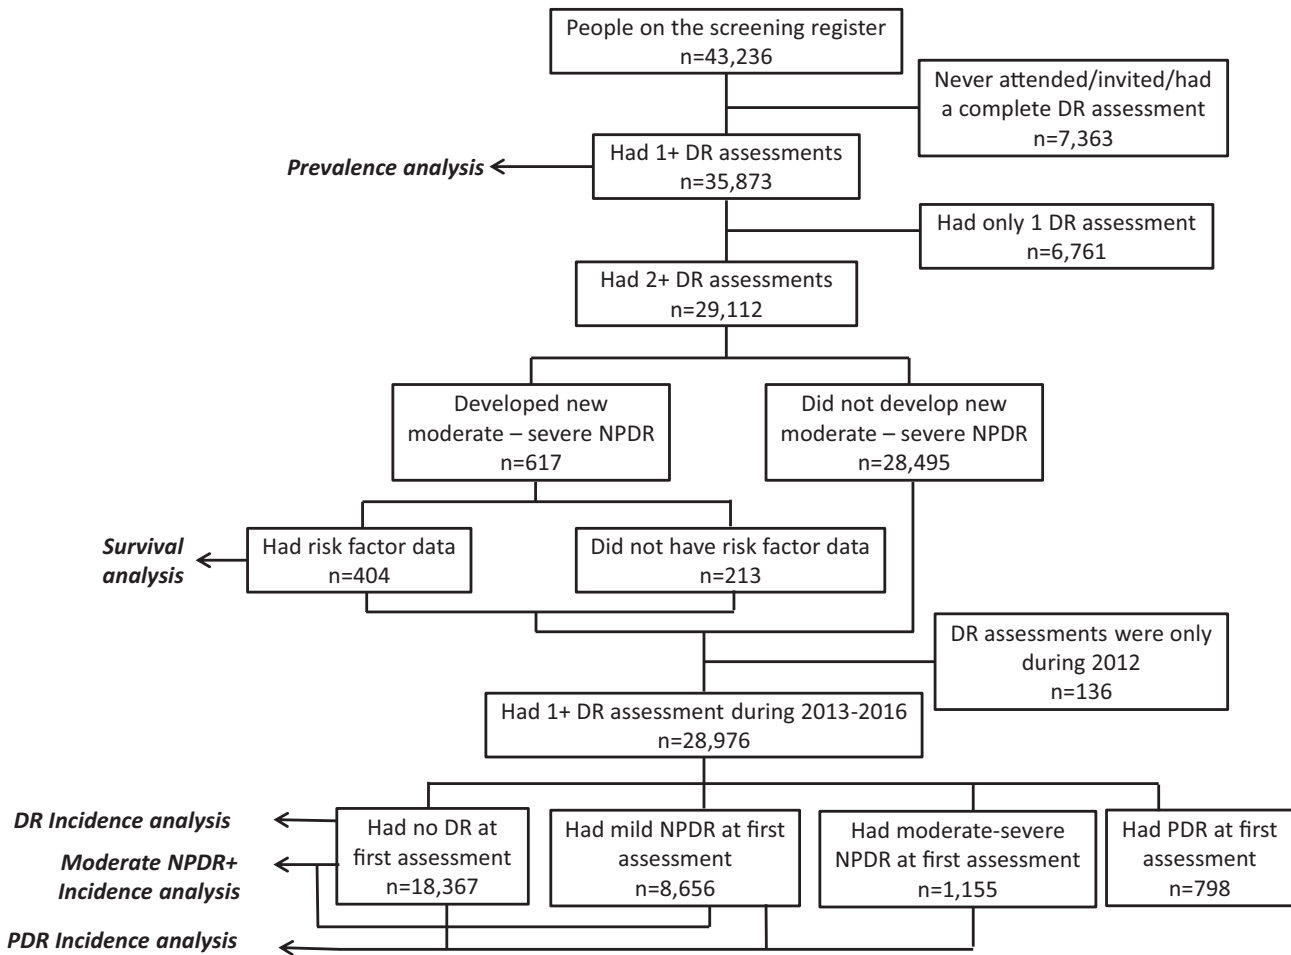 People on the screening register
n=43,236
Never attended/invited/had
a complete DR assessment
n=7,363
Prevalence analysis
Had 1+ DR assessments
n=35,873
Had only 1 DR assessment
n=6,761
Had 2+ DR assessments
n=29,112
Developed new
moderate – severe NPDR
n=617
Did not develop new
moderate – severe NPDR
n=28,495
Survival
analysis
Had risk factor data
n=404
Did not have risk factor data
n=213
DR assessments were only
during 2012
n=136
Had 1+ DR assessment during 2013-2016
n=28,976
DR Incidence analysis
Moderate NPDR+
Incidence analysis
PDR Incidence analysis
Had no DR at
first assessment
n=18,367
Had mild NPDR at first
assessment
n=8,656
Had moderate-severe
NPDR at first assessment
n=1,155
Had PDR at first
assessment
n=798